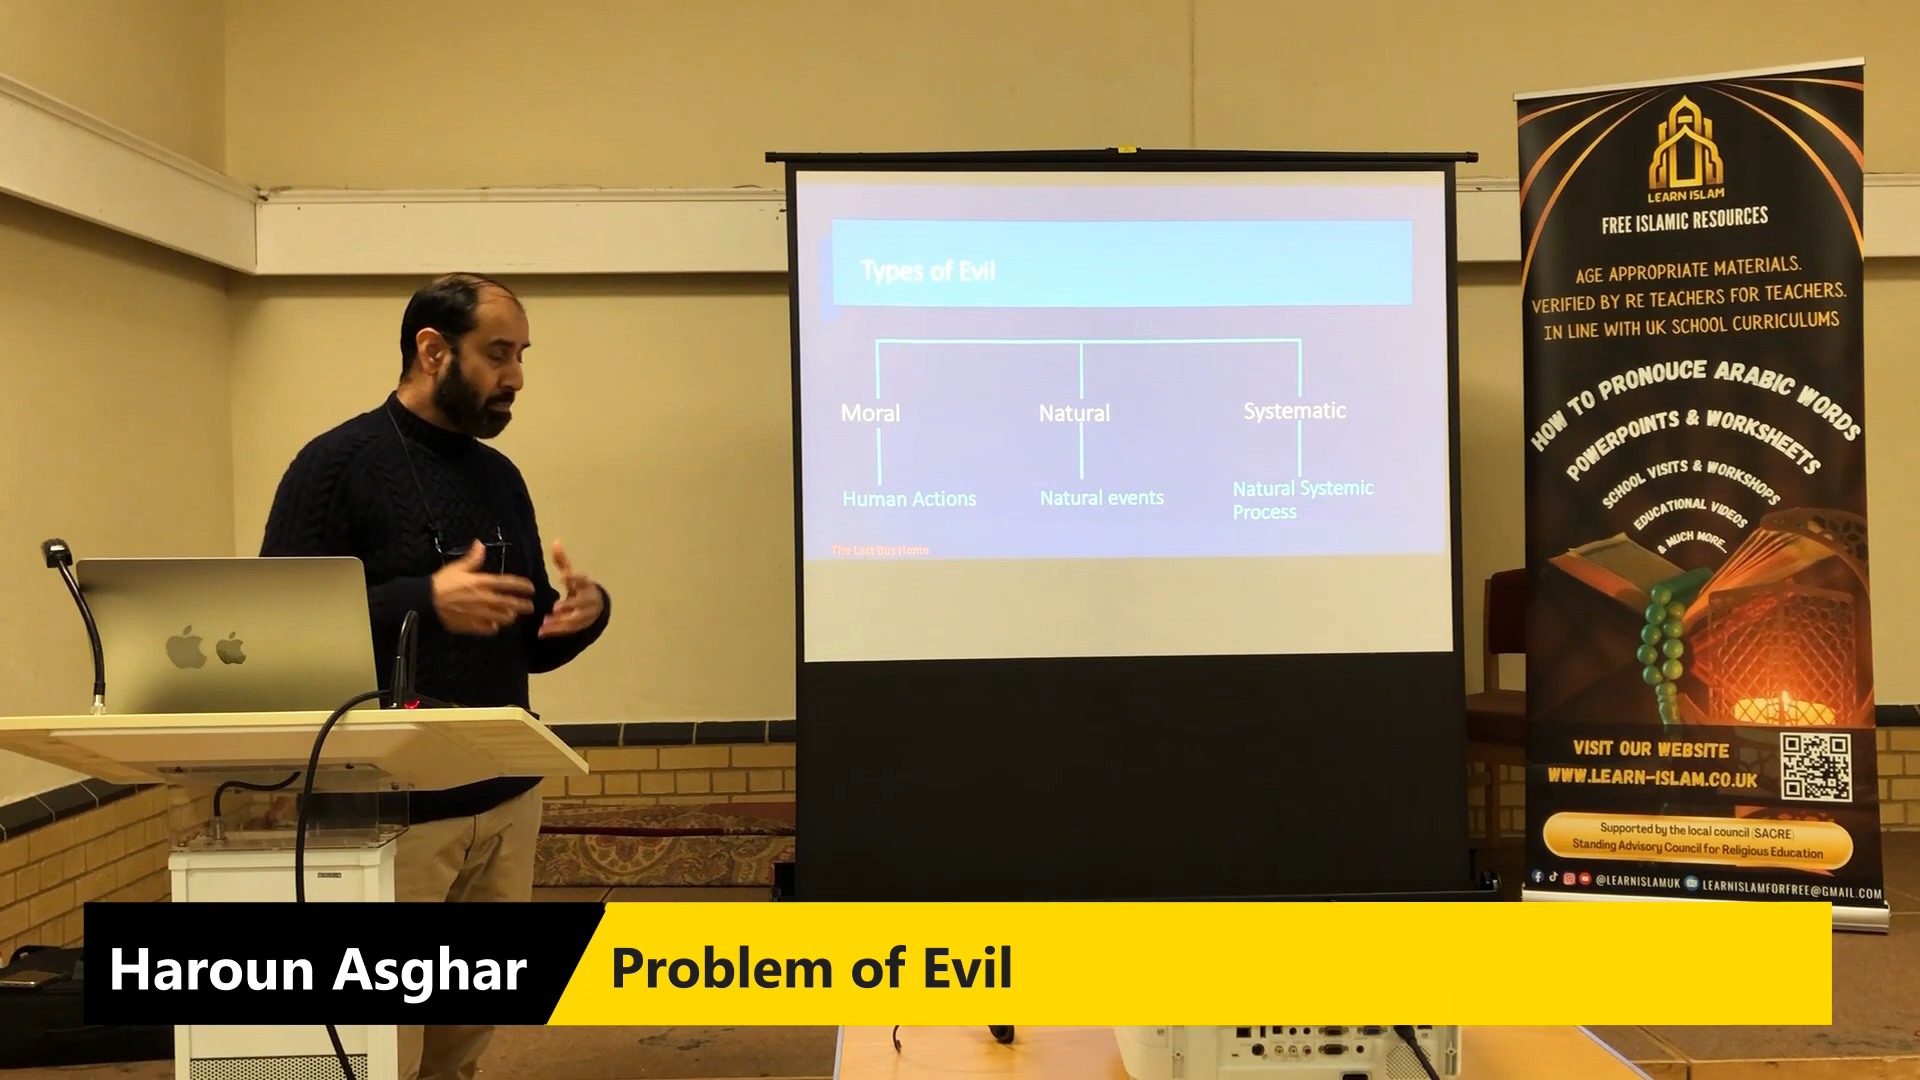 Types of Evil
Moral
Natural
Systematic
Human Actions
Natural events
Natural Systemic
Process
The Last Bus Home
LEARN ISLAM
FREE ISLAMIC RESOURCES
AGE APPROPRIATE MATERIALS.
VERIFIED BY RE TEACHERS FOR TEACHERS.
IN LINE WITH UK SCHOOL CURRICULUMS
HOW TO PRONOUCE ARABIC WORDS
POWERPOINTS & WORKSHEETS
SCHOOL VISITS & WORKSHOPS
EDUCATIONAL VIDEOS
& MUCH MORE...
VISIT OUR WEBSITE
WWW.LEARN-ISLAM.CO.UK
Supported by the local council (SACRE)
Standing Advisory Council for Religious Education
@LEARNISLAMUK LEARNISLAMFORFREE@GMAIL.COM
Haroun Asghar
Problem of Evil